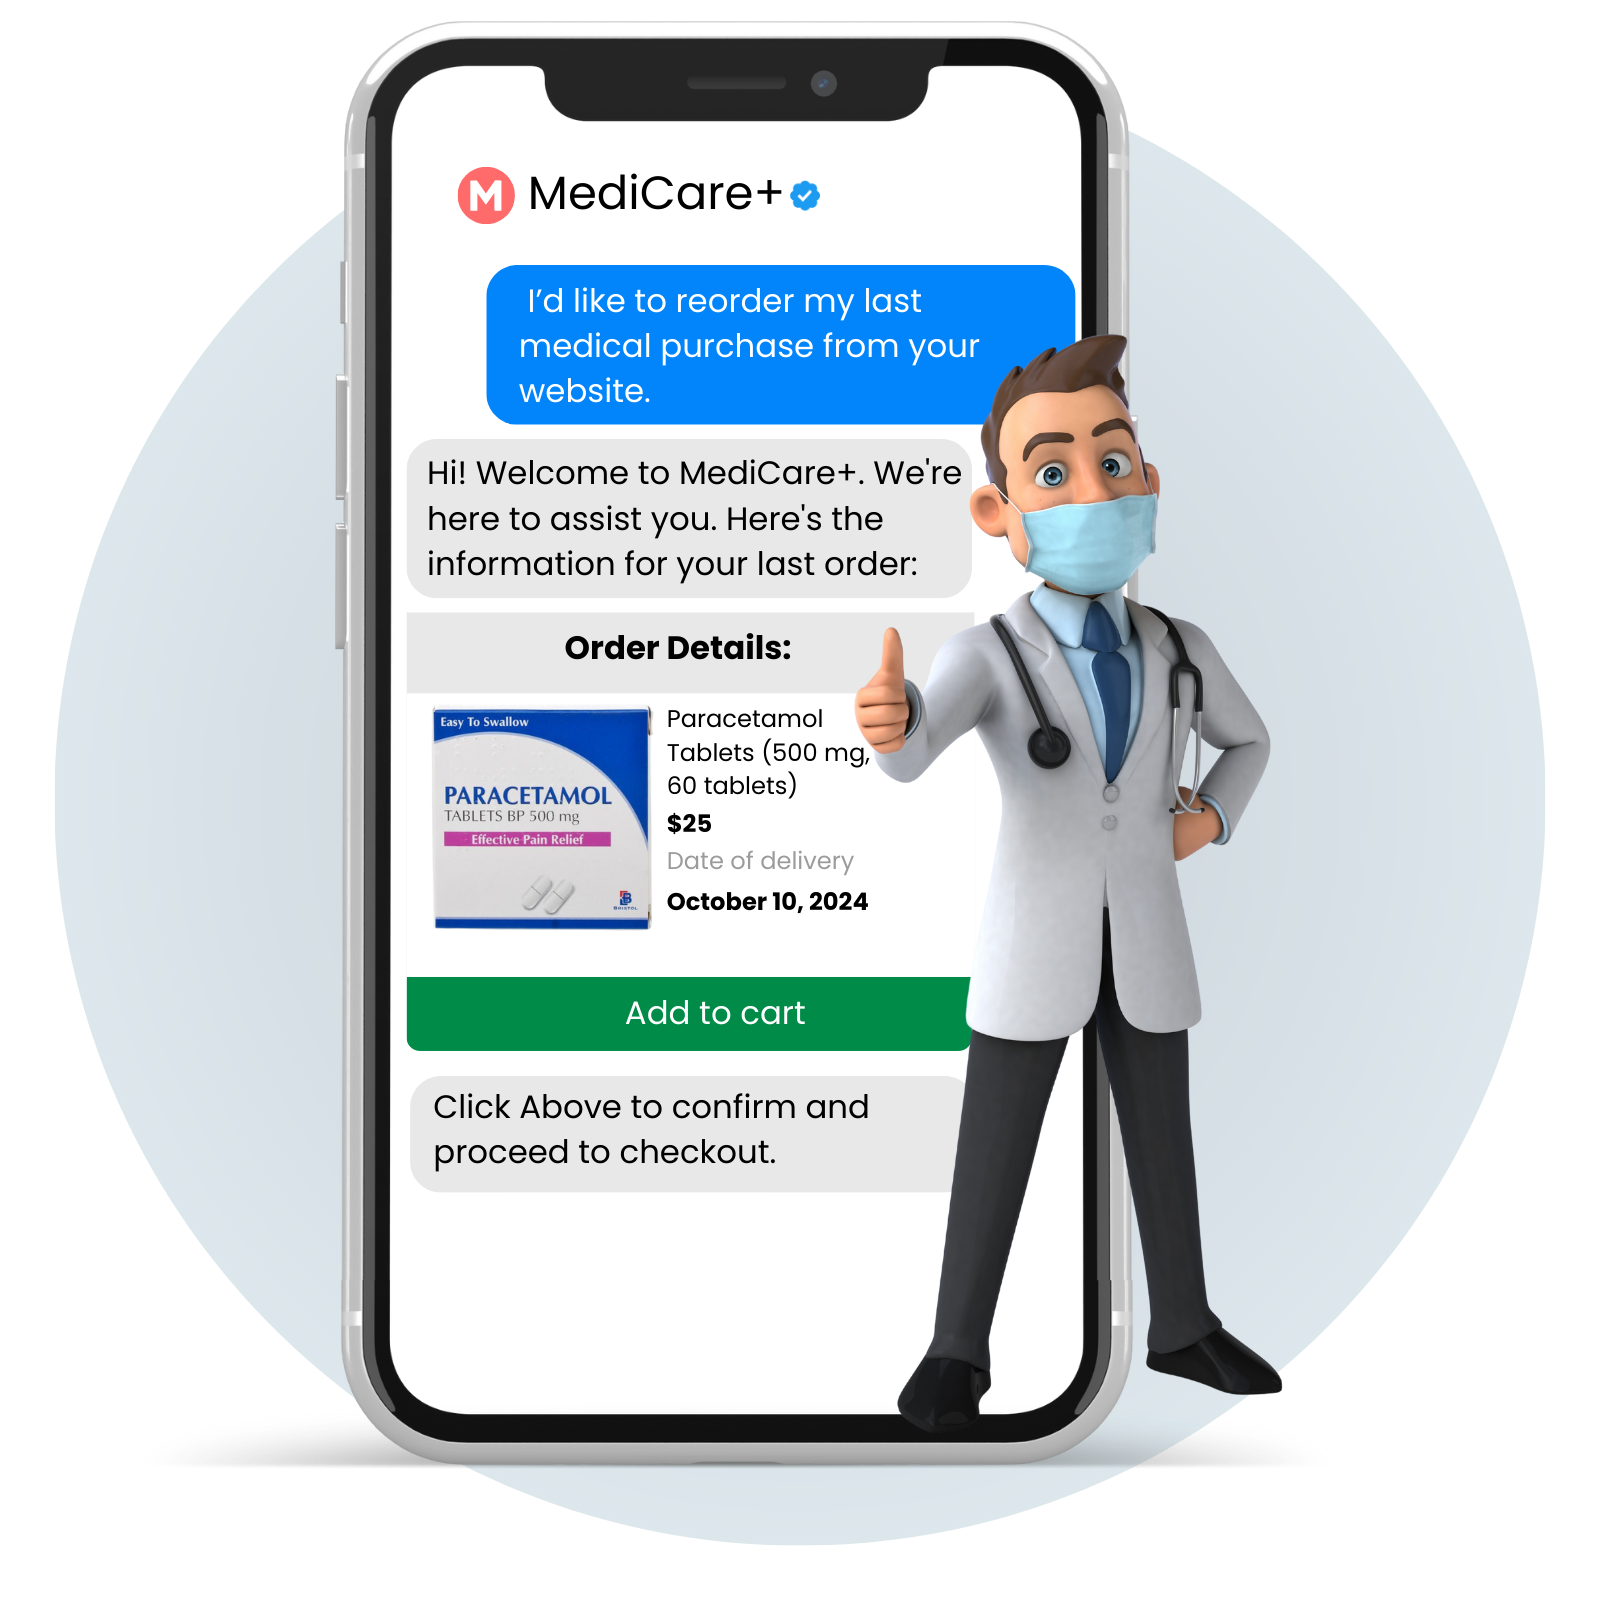 M MediCare+
I’d like to reorder my last
medical purchase from your
website.
Hi! Welcome to MediCare+. We're
here to assist you. Here's the
information for your last order:
Order Details:
Easy To Swallow
PARACETAMOL
TABLETS BP 500 mg
Effective Pain Relief
BRISTOL
Paracetamol
Tablets (500 mg,
60 tablets)
$25
Date of delivery
October 10, 2024
Add to cart
Click Above to confirm and
proceed to checkout.